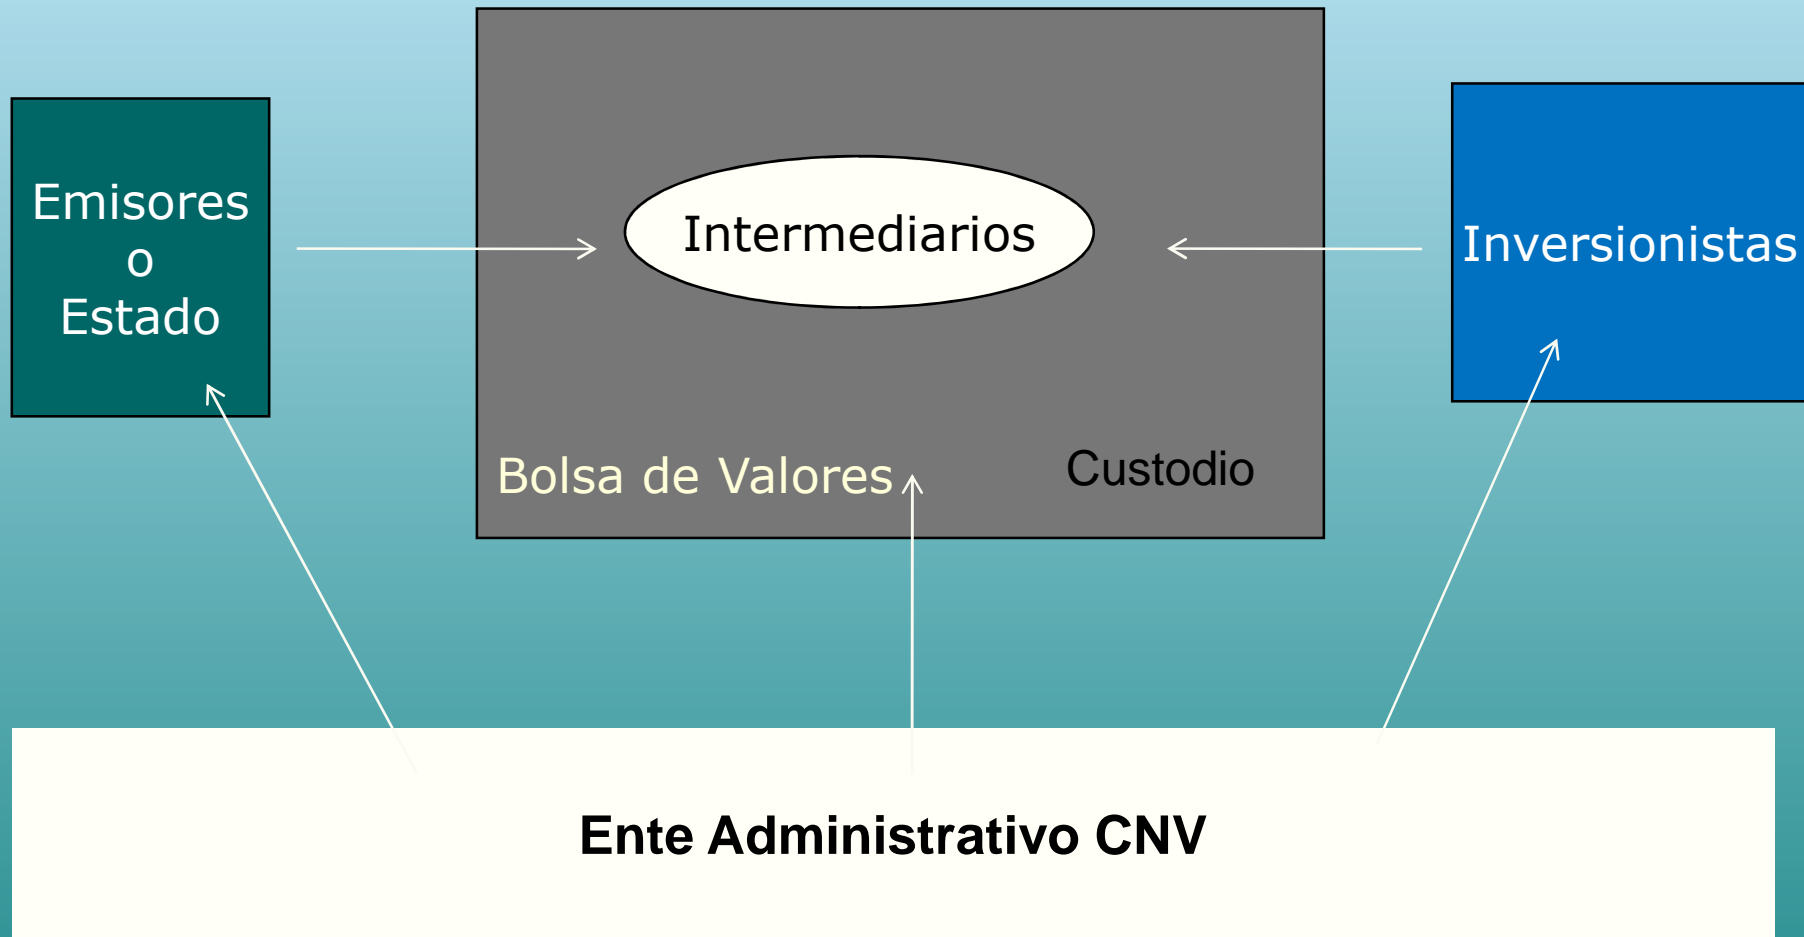 Emisores
o
Estado
Intermediarios
Inversionistas
Bolsa de Valores
Custodio
Ente Administrativo CNV